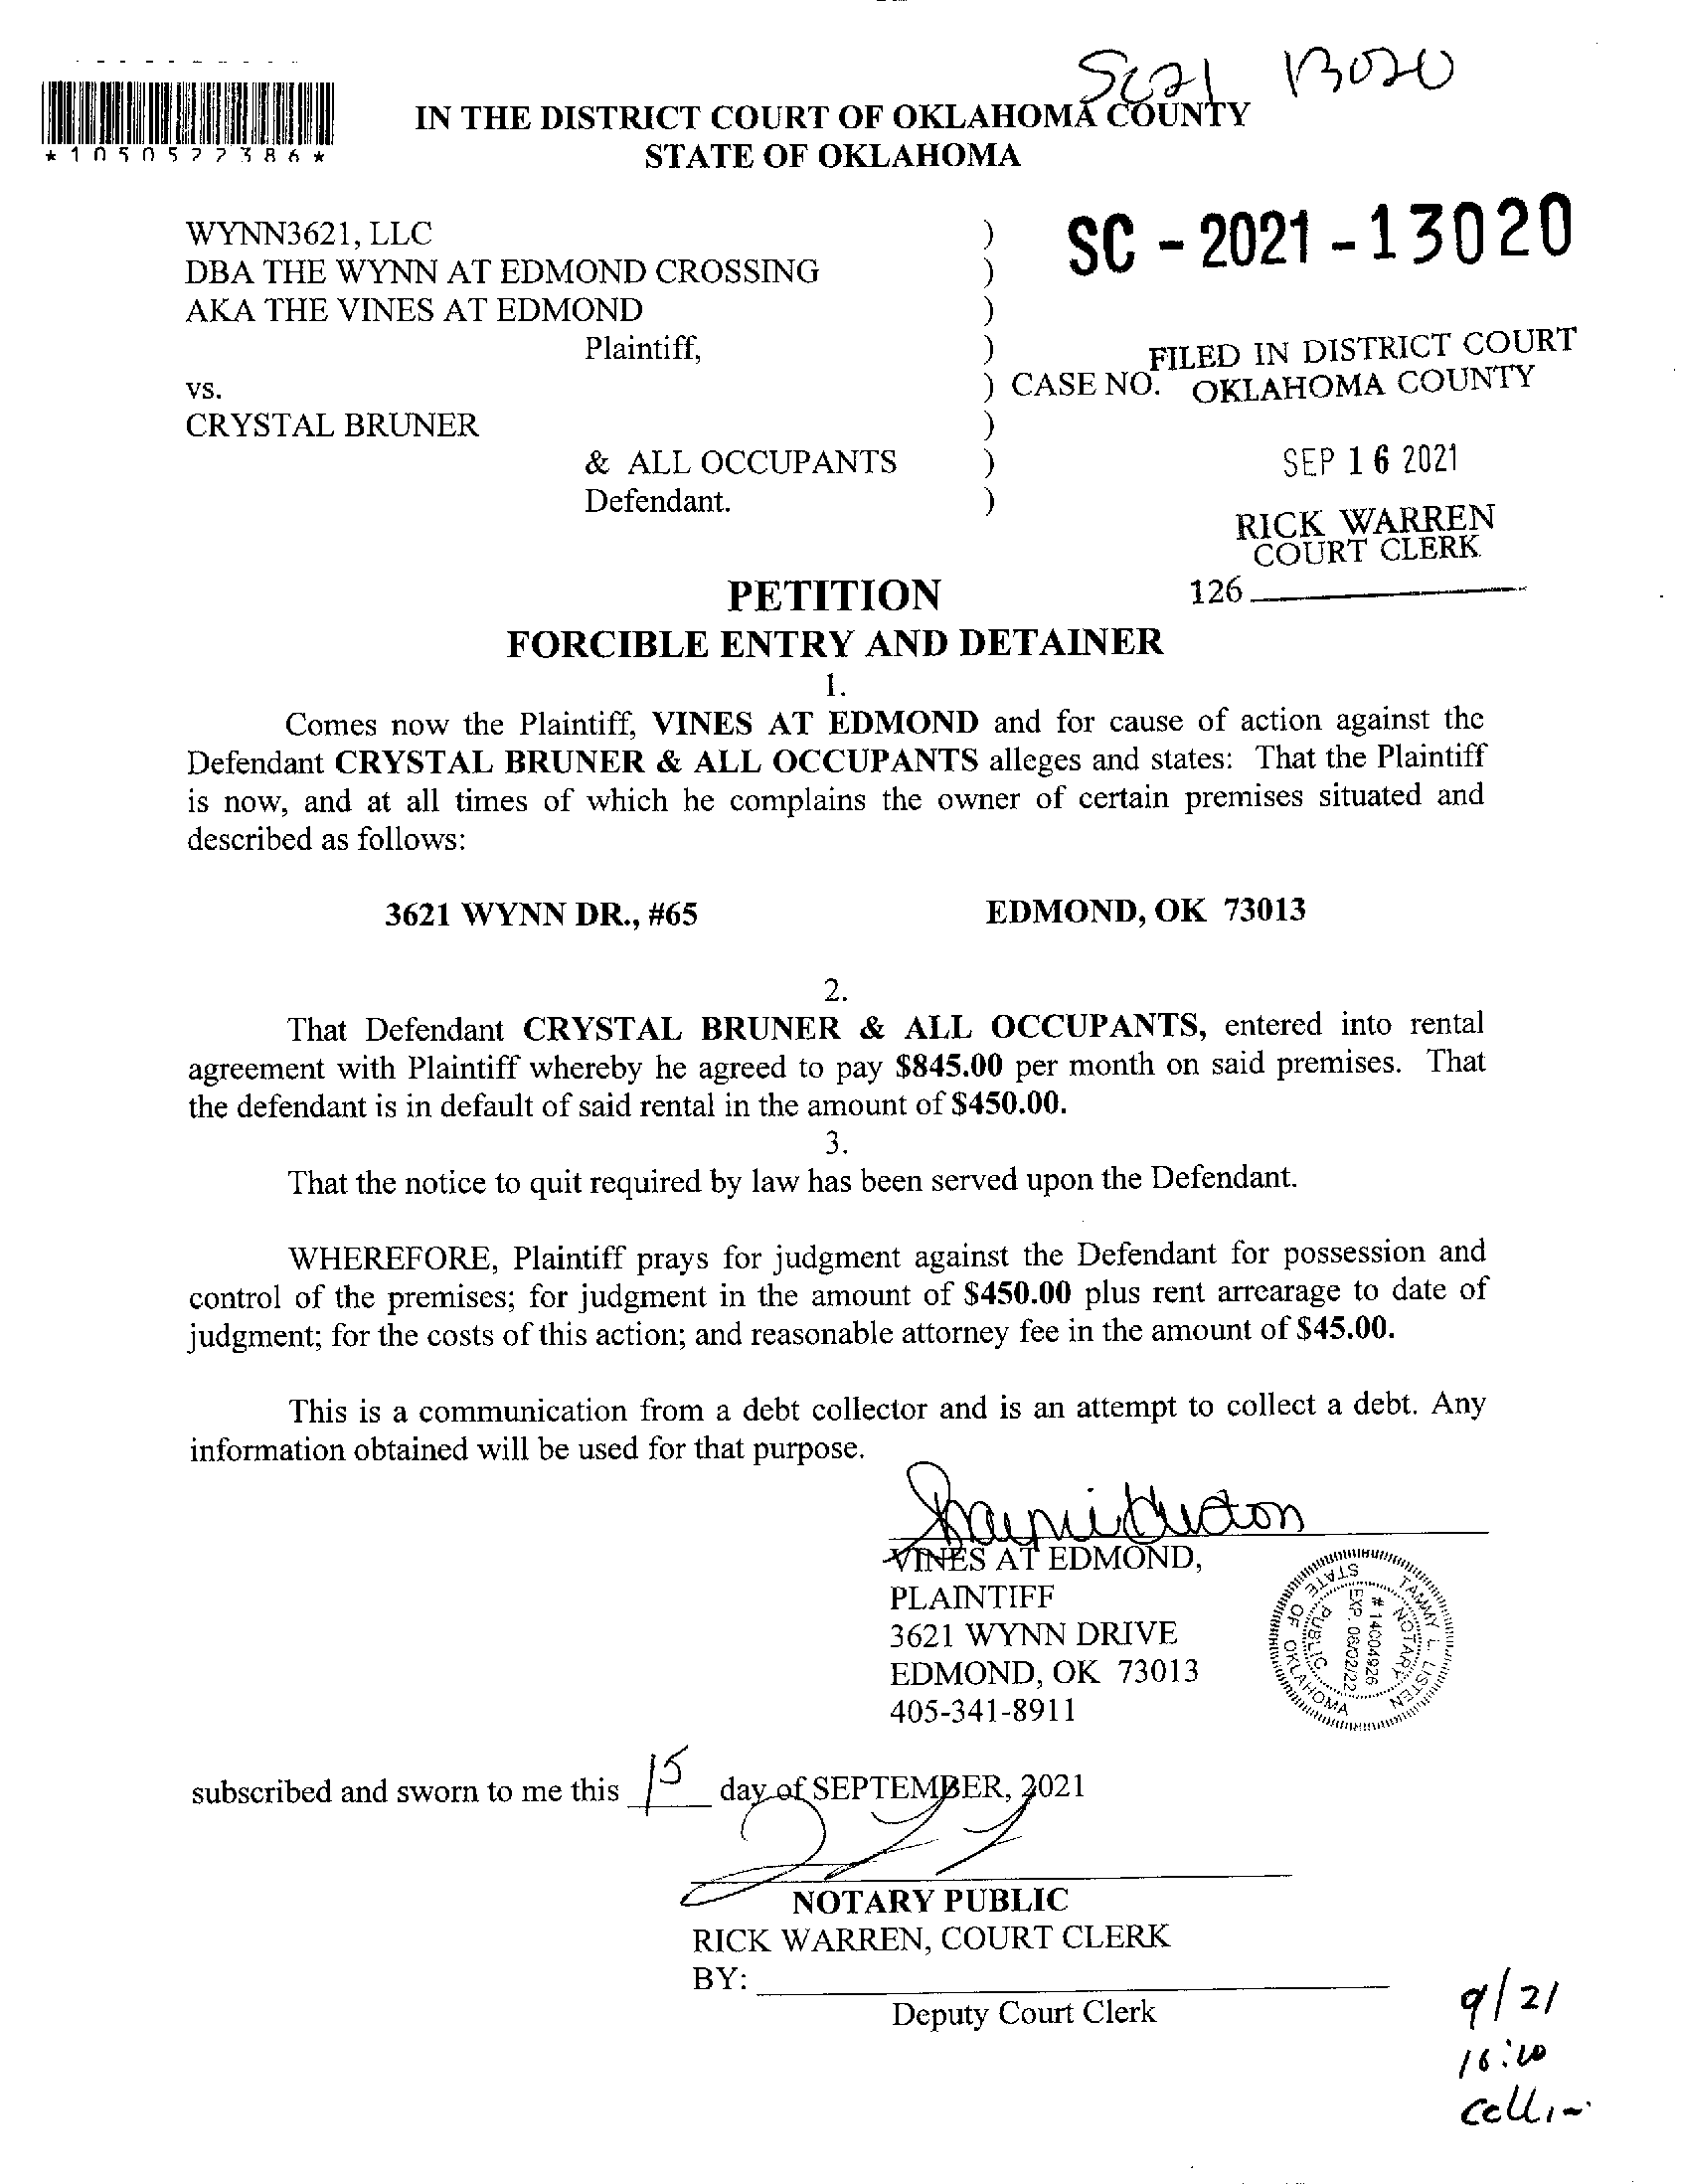 SC21 13020
*1050577386*
IN THE DISTRICT COURT OF OKLAHOMA COUNTY
STATE OF OKLAHOMA
WYNN3621, LLC )
DBA THE WYNN AT EDMOND CROSSING )
AKA THE VINES AT EDMOND )
Plaintiff, )
vs. ) CASE NO.
CRYSTAL BRUNER )
& ALL OCCUPANTS )
Defendant. )
SC - 2021 - 13020
FILED IN DISTRICT COURT
OKLAHOMA COUNTY
SEP 16 2021
RICK WARREN
COURT CLERK
126
PETITION
FORCIBLE ENTRY AND DETAINER
1.
Comes now the Plaintiff, VINES AT EDMOND and for cause of action against the
Defendant CRYSTAL BRUNER & ALL OCCUPANTS alleges and states: That the Plaintiff
is now, and at all times of which he complains the owner of certain premises situated and
described as follows:
3621 WYNN DR., #65 EDMOND, OK 73013
2.
That Defendant CRYSTAL BRUNER & ALL OCCUPANTS, entered into rental
agreement with Plaintiff whereby he agreed to pay $845.00 per month on said premises. That
the defendant is in default of said rental in the amount of $450.00.
3.
That the notice to quit required by law has been served upon the Defendant.
WHEREFORE, Plaintiff prays for judgment against the Defendant for possession and
control of the premises; for judgment in the amount of $450.00 plus rent arrearage to date of
judgment; for the costs of this action; and reasonable attorney fee in the amount of $45.00.
This is a communication from a debt collector and is an attempt to collect a debt. Any
information obtained will be used for that purpose.
VINES AT EDMOND,
PLAINTIFF
3621 WYNN DRIVE
EDMOND, OK 73013
405-341-8911
TAMMY L. LISTEN
NOTARY PUBLIC
# 14004926
EXP. 06/02/22
STATE OF OKLAHOMA
subscribed and sworn to me this 15 day of SEPTEMBER, 2021
NOTARY PUBLIC
RICK WARREN, COURT CLERK
BY:
Deputy Court Clerk
9/21